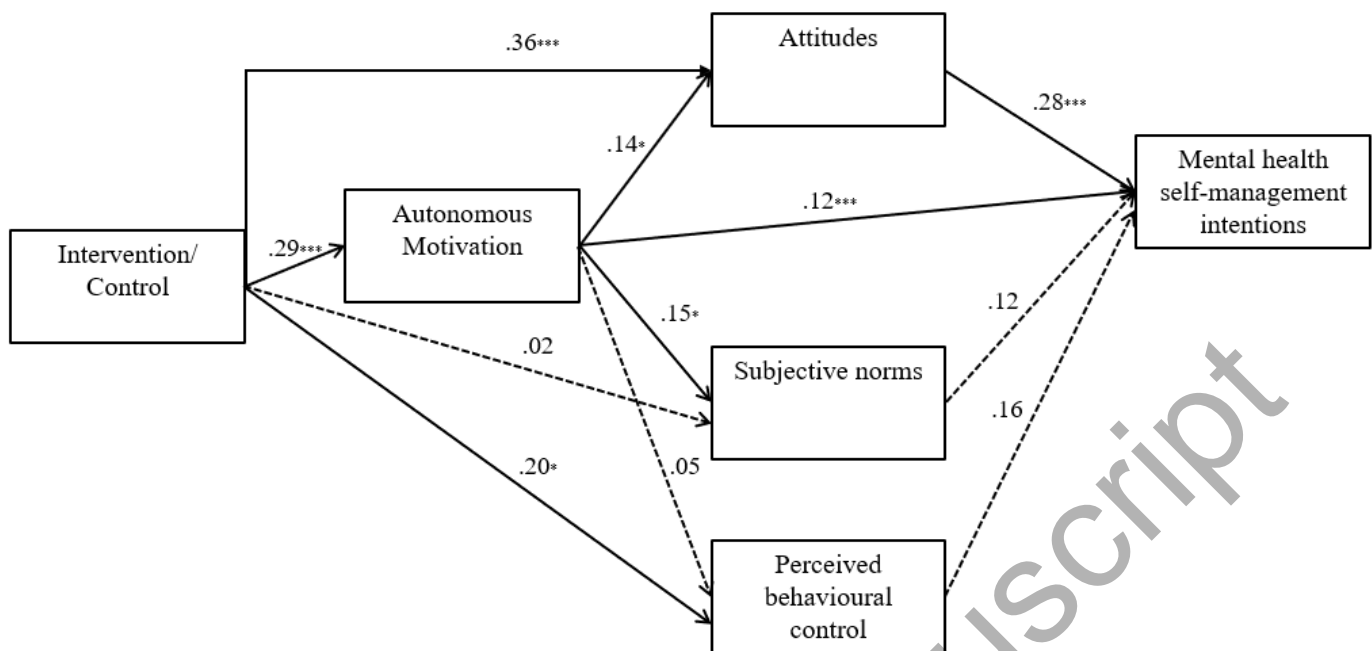 .36***
Attitudes
.28***
.14*
Mental health
self-management
intentions
Autonomous
Motivation
.12***
Intervention/
Control
.29***
.15*
.12
.02
Subjective norms
.16
.20*
.05
Perceived
behavioural
control